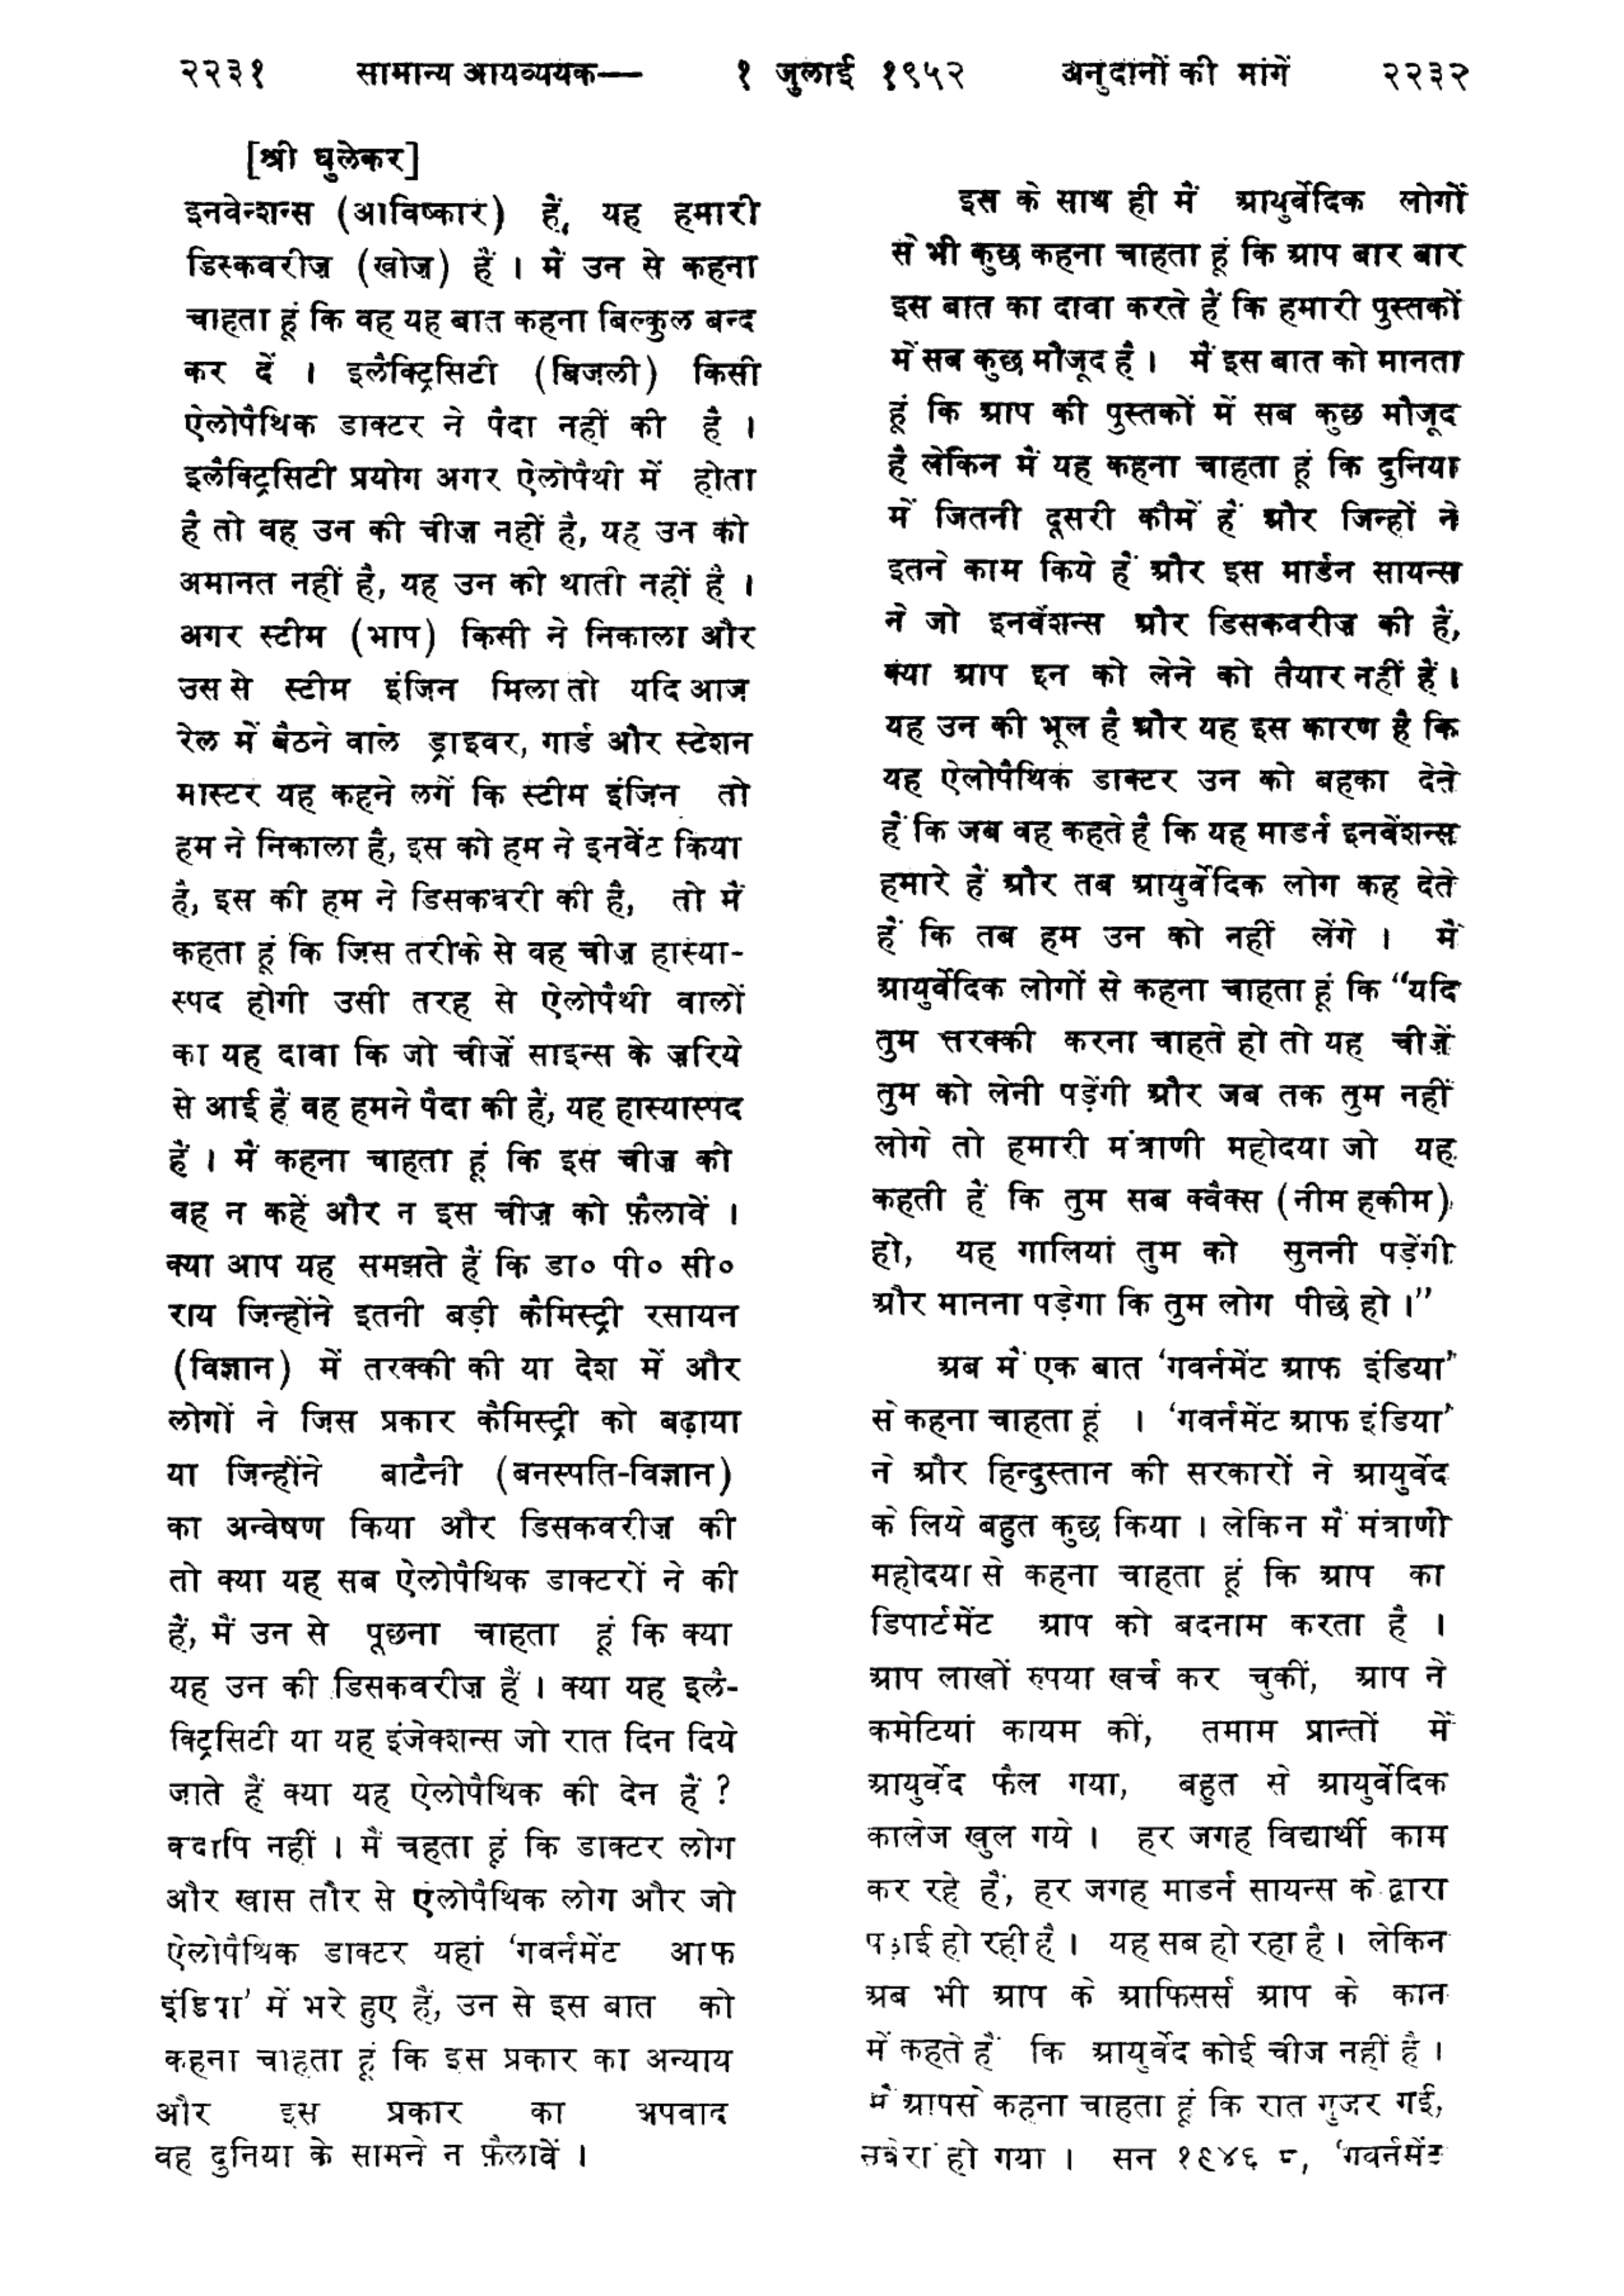 २२३१ सामान्य आयव्ययक— १ जुलाई १९५२ अनुदानों की मांगें २२३२
[श्री धुलेकर]
इनवेन्शन्स (आविष्कार) हैं, यह हमारी
डिस्कवरीज़ (खोज) हैं । मैं उन से कहना
चाहता हूं कि वह यह बात कहना बिल्कुल बन्द
कर दें । इलैक्ट्रिसिटी (बिजली) किसी
ऐलोपैथिक डाक्टर ने पैदा नहीं की है ।
इलैक्ट्रिसिटी प्रयोग अगर ऐलोपैथी में होता
है तो वह उन की चीज़ नहीं है, यह उन की
अमानत नहीं है, यह उन की थाती नहीं है ।
अगर स्टीम (भाप) किसी ने निकाला और
उस से स्टीम इंजिन मिला तो यदि आज
रेल में बैठने वाले ड्राइवर, गार्ड और स्टेशन
मास्टर यह कहने लगें कि स्टीम इंजिन तो
हम ने निकाला है, इस को हम ने इनवेंट किया
है, इस की हम ने डिसकवरी की है, तो मैं
कहता हूं कि जिस तरीके से वह चीज़ हास्या-
स्पद होगी उसी तरह से ऐलोपैथी वालों
का यह दावा कि जो चीज़ें साइन्स के ज़रिये
से आई हैं वह हमने पैदा की हैं, यह हास्यास्पद
हैं । मैं कहना चाहता हूं कि इस चीज़ को
वह न कहें और न इस चीज़ को फ़ैलावें ।
क्या आप यह समझते हैं कि डा० पी० सी०
राय जिन्होंने इतनी बड़ी कैमिस्ट्री रसायन
(विज्ञान) में तरक्की की या देश में और
लोगों ने जिस प्रकार कैमिस्ट्री को बढ़ाया
या जिन्होंने बाटैनी (बनस्पति-विज्ञान)
का अन्वेषण किया और डिसकवरीज़ की
तो क्या यह सब ऐलोपैथिक डाक्टरों ने की
हैं, मैं उन से पूछना चाहता हूं कि क्या
यह उन की डिसकवरीज़ हैं । क्या यह इलै-
क्ट्रिसिटी या यह इंजेक्शन्स जो रात दिन दिये
जाते हैं क्या यह ऐलोपैथिक की देन हैं ?
कदापि नहीं । मैं चहता हूं कि डाक्टर लोग
और खास तौर से एलोपैथिक लोग और जो
ऐलोपैथिक डाक्टर यहां ‘गवर्नमेंट आफ
इंडिया’ में भरे हुए हैं, उन से इस बात को
कहना चाहता हूं कि इस प्रकार का अन्याय
और इस प्रकार का अपवाद
वह दुनिया के सामने न फ़ैलावें ।
इस के साथ ही मैं आयुर्वेदिक लोगों
से भी कुछ कहना चाहता हूं कि आप बार बार
इस बात का दावा करते हैं कि हमारी पुस्तकों
में सब कुछ मौजूद है । मैं इस बात को मानता
हूं कि आप की पुस्तकों में सब कुछ मौजूद
है लेकिन मैं यह कहना चाहता हूं कि दुनिया
में जितनी दूसरी कौमें हैं और जिन्हों ने
इतने काम किये हैं और इस मार्डन सायन्स
ने जो इनवेंशन्स और डिसकवरीज़ की हैं,
क्या आप इन को लेने को तैयार नहीं हैं ।
यह उन की भूल है और यह इस कारण है कि
यह ऐलोपैथिक डाक्टर उन को बहका देते
हैं कि जब वह कहते है कि यह माडर्न इनवेंशन्स
हमारे हैं और तब आयुर्वेदिक लोग कह देते
हैं कि तब हम उन को नहीं लेंगे । मैं
आयुर्वेदिक लोगों से कहना चाहता हूं कि “यदि
तुम तरक्की करना चाहते हो तो यह चीज़ें
तुम को लेनी पड़ेंगी और जब तक तुम नहीं
लोगे तो हमारी मंत्राणी महोदया जो यह
कहती हैं कि तुम सब क्वैक्स (नीम हकीम)
हो, यह गालियां तुम को सुननी पड़ेंगी
और मानना पड़ेगा कि तुम लोग पीछे हो ।”
अब मैं एक बात ‘गवर्नमेंट आफ इंडिया’
से कहना चाहता हूं । ‘गवर्नमेंट आफ इंडिया’
ने और हिन्दुस्तान की सरकारों ने आयुर्वेद
के लिये बहुत कुछ किया । लेकिन मैं मंत्राणी
महोदया से कहना चाहता हूं कि आप का
डिपार्टमेंट आप को बदनाम करता है ।
आप लाखों रुपया खर्च कर चुकीं, आप ने
कमेटियां कायम कीं, तमाम प्रान्तों में
आयुर्वेद फैल गया, बहुत से आयुर्वेदिक
कालेज खुल गये । हर जगह विद्यार्थी काम
कर रहे हैं, हर जगह माडर्न सायन्स के द्वारा
पढ़ाई हो रही है । यह सब हो रहा है । लेकिन
अब भी आप के आफिसर्स आप के कान
में कहते हैं कि आयुर्वेद कोई चीज नहीं है ।
मैं आपसे कहना चाहता हूं कि रात गुजर गई,
सवेरा हो गया । सन १९४६ ‘गवर्नमेंट